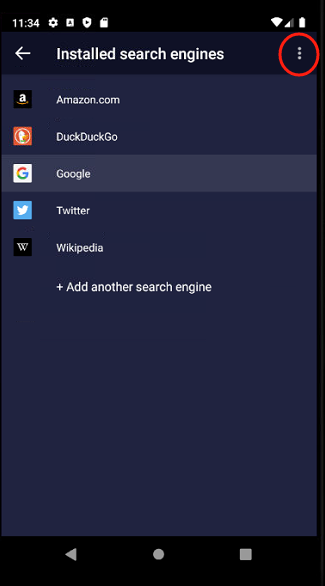 11:34
Installed search engines
Amazon.com
DuckDuckGo
Google
Twitter
Wikipedia
+ Add another search engine